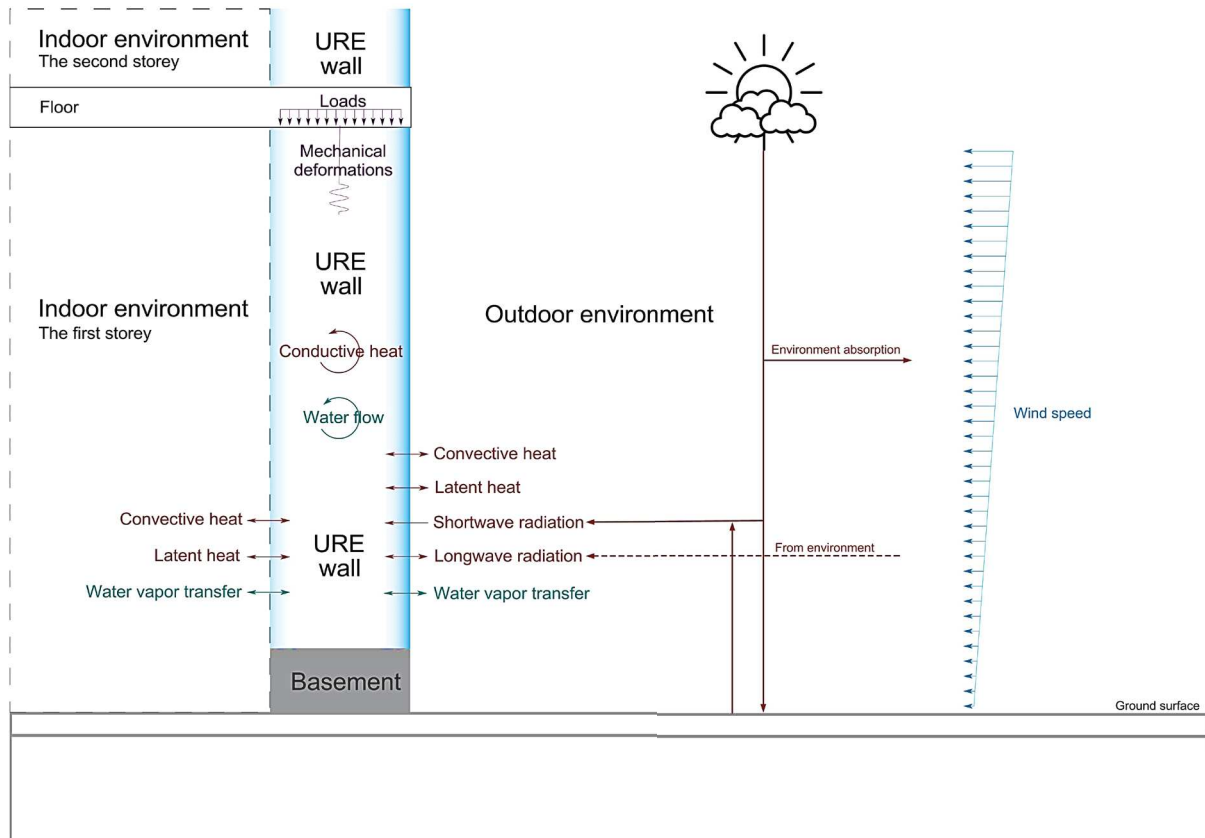 Indoor environment
The second storey
URE
wall
Floor
Loads
Mechanical
deformations
URE
wall
Indoor environment
The first storey
Outdoor environment
Conductive heat
Environment absorption
Water flow
Wind speed
Convective heat
Latent heat
Convective heat
Shortwave radiation
URE
wall
Latent heat
Longwave radiation
From environment
Water vapor transfer
Water vapor transfer
Basement
Ground surface